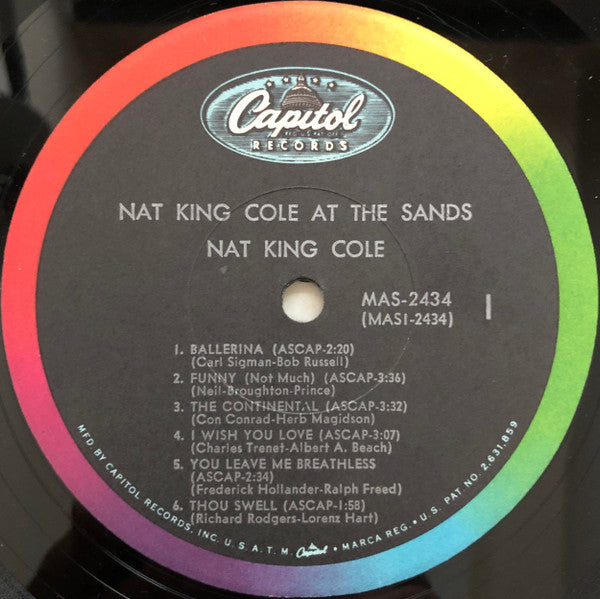 Capitol
REG. U.S. PAT. OFF.
RECORDS
NAT KING COLE AT THE SANDS
NAT KING COLE
MAS-2434
(MAS1-2434)
1
1. BALLERINA (ASCAP-2:20)
(Carl Sigman-Bob Russell)
2. FUNNY (Not Much) (ASCAP-3:36)
(Neil-Broughton-Prince)
3. THE CONTINENTAL (ASCAP-3:32)
(Con Conrad-Herb Magidson)
4. I WISH YOU LOVE (ASCAP-3:07)
(Charles Trenet-Albert A. Beach)
5. YOU LEAVE ME BREATHLESS
(ASCAP-2:34)
(Frederick Hollander-Ralph Freed)
6. THOU SWELL (ASCAP-1:58)
(Richard Rodgers-Lorenz Hart)
MFD. BY CAPITOL RECORDS, INC. U.S.A. T.M. Capitol • MARCA REG. • U.S. PAT. NO. 2,631,859